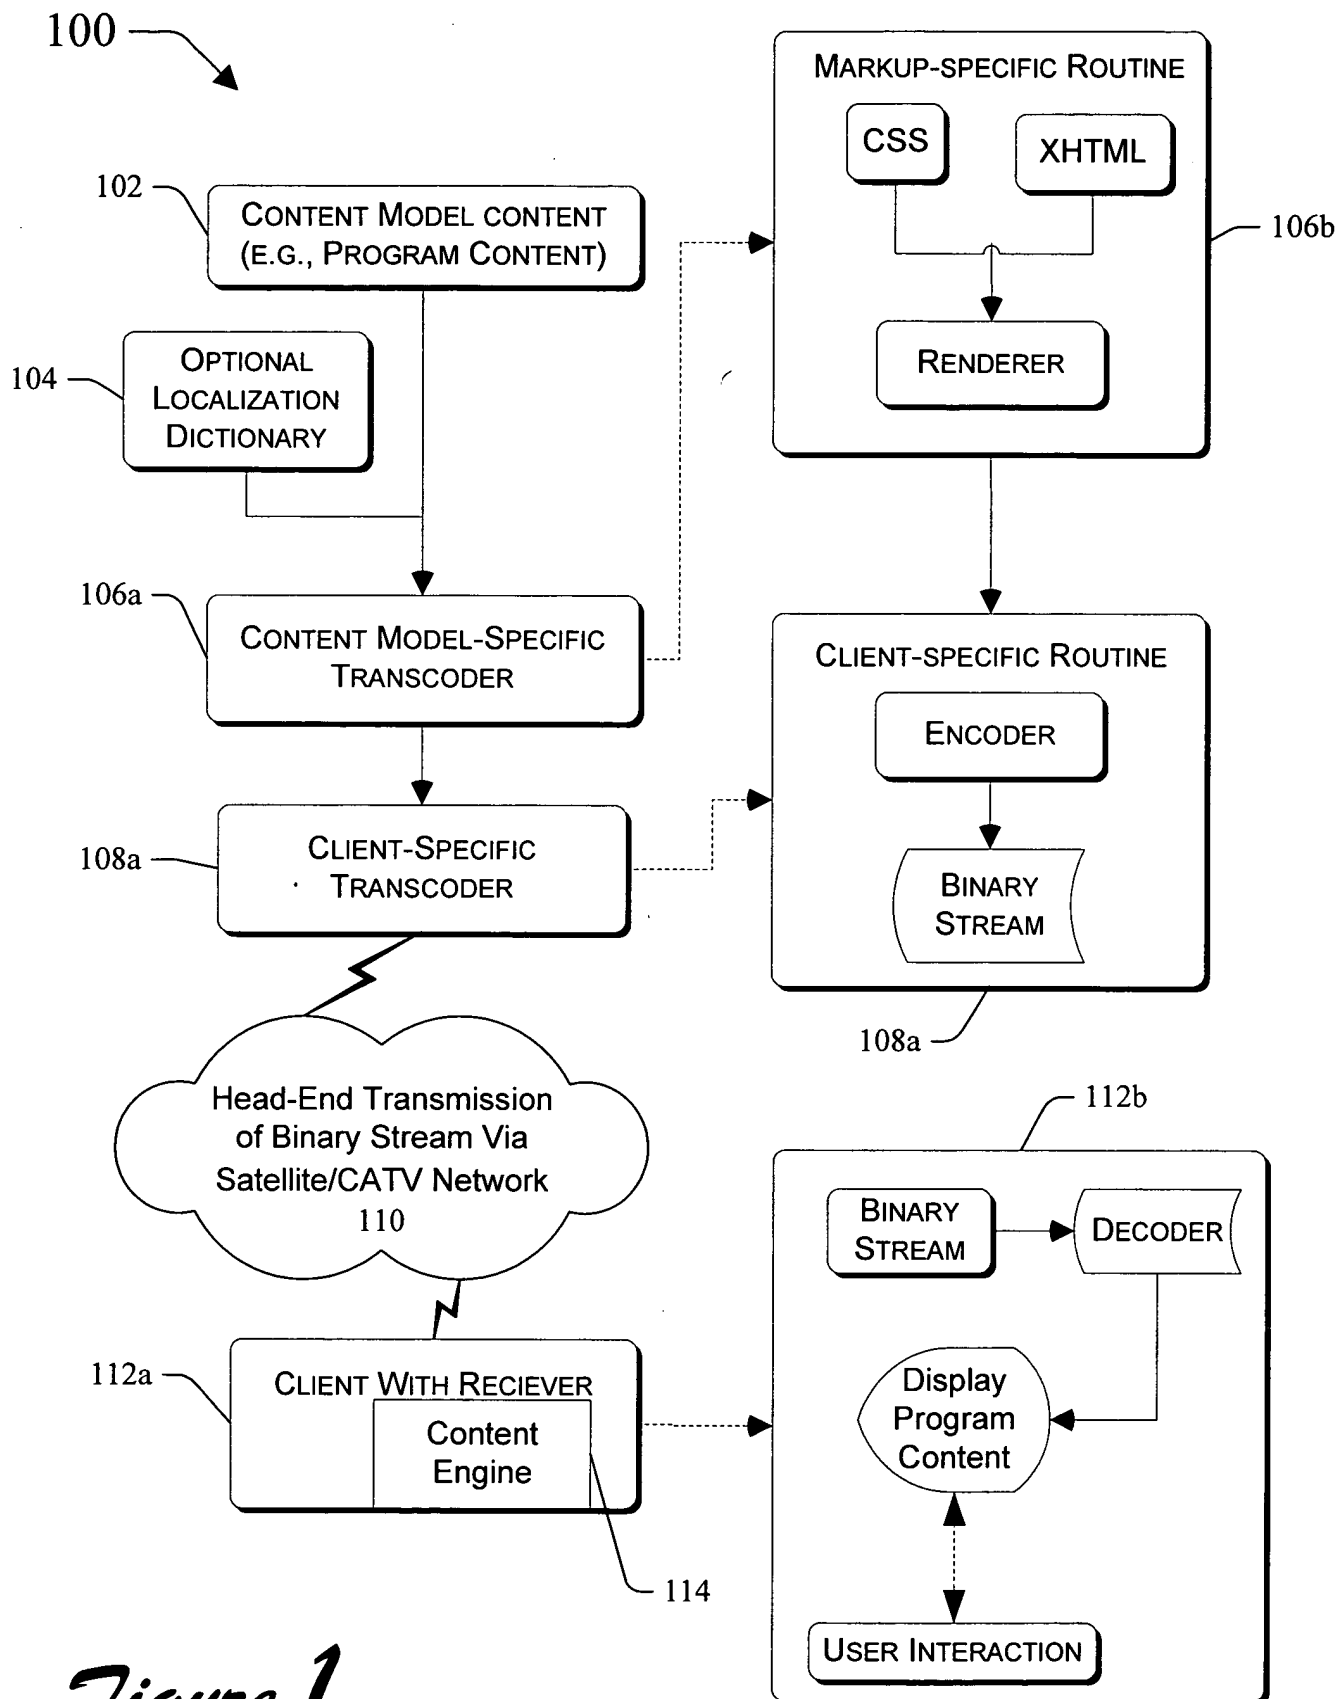 100
MARKUP-SPECIFIC ROUTINE
CSS
XHTML
RENDERER
106b
102
CONTENT MODEL CONTENT
(E.G., PROGRAM CONTENT)
104
OPTIONAL
LOCALIZATION
DICTIONARY
106a
CONTENT MODEL-SPECIFIC
TRANSCODER
CLIENT-SPECIFIC ROUTINE
ENCODER
BINARY
STREAM
108a
108a
CLIENT-SPECIFIC
TRANSCODER
Head-End Transmission
of Binary Stream Via
Satellite/CATV Network
110
112b
BINARY
STREAM
DECODER
Display
Program
Content
USER INTERACTION
112a
CLIENT WITH RECIEVER
Content
Engine
114
Figure 1